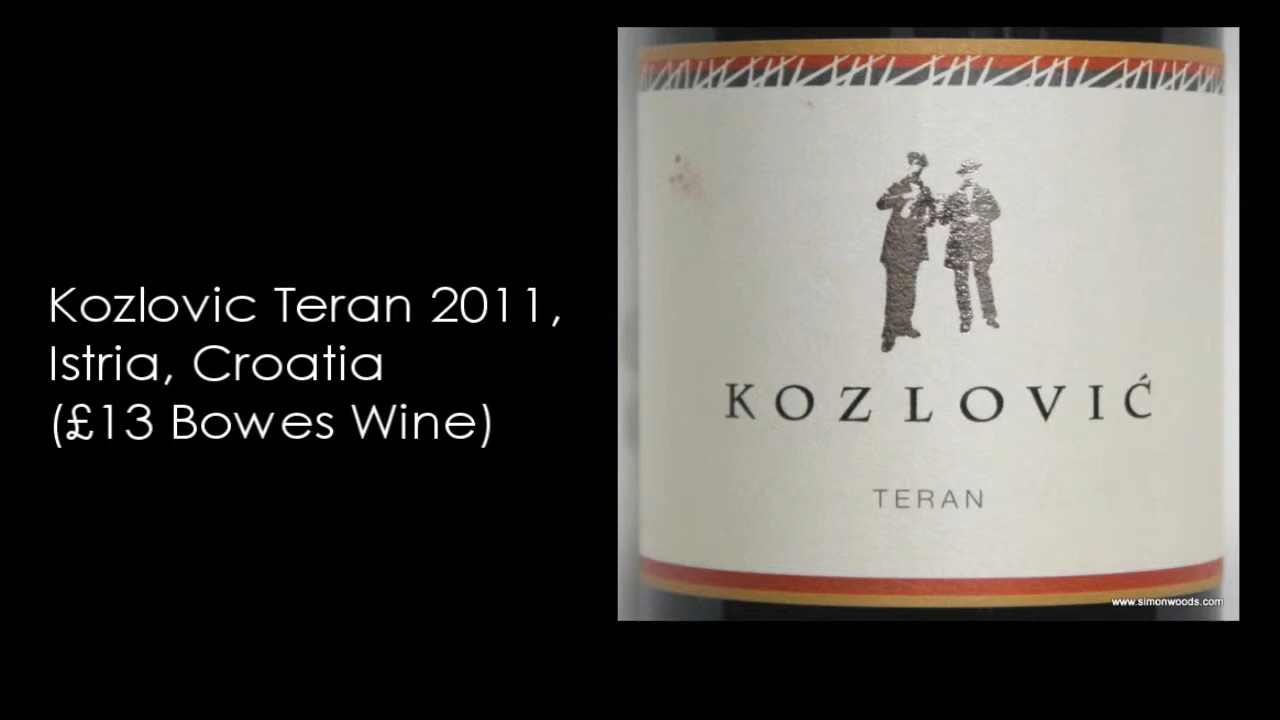 Kozlovic Teran 2011,
Istria, Croatia
(£13 Bowes Wine)
KOZLOVIĆ
TERAN
www.simonwoods.com